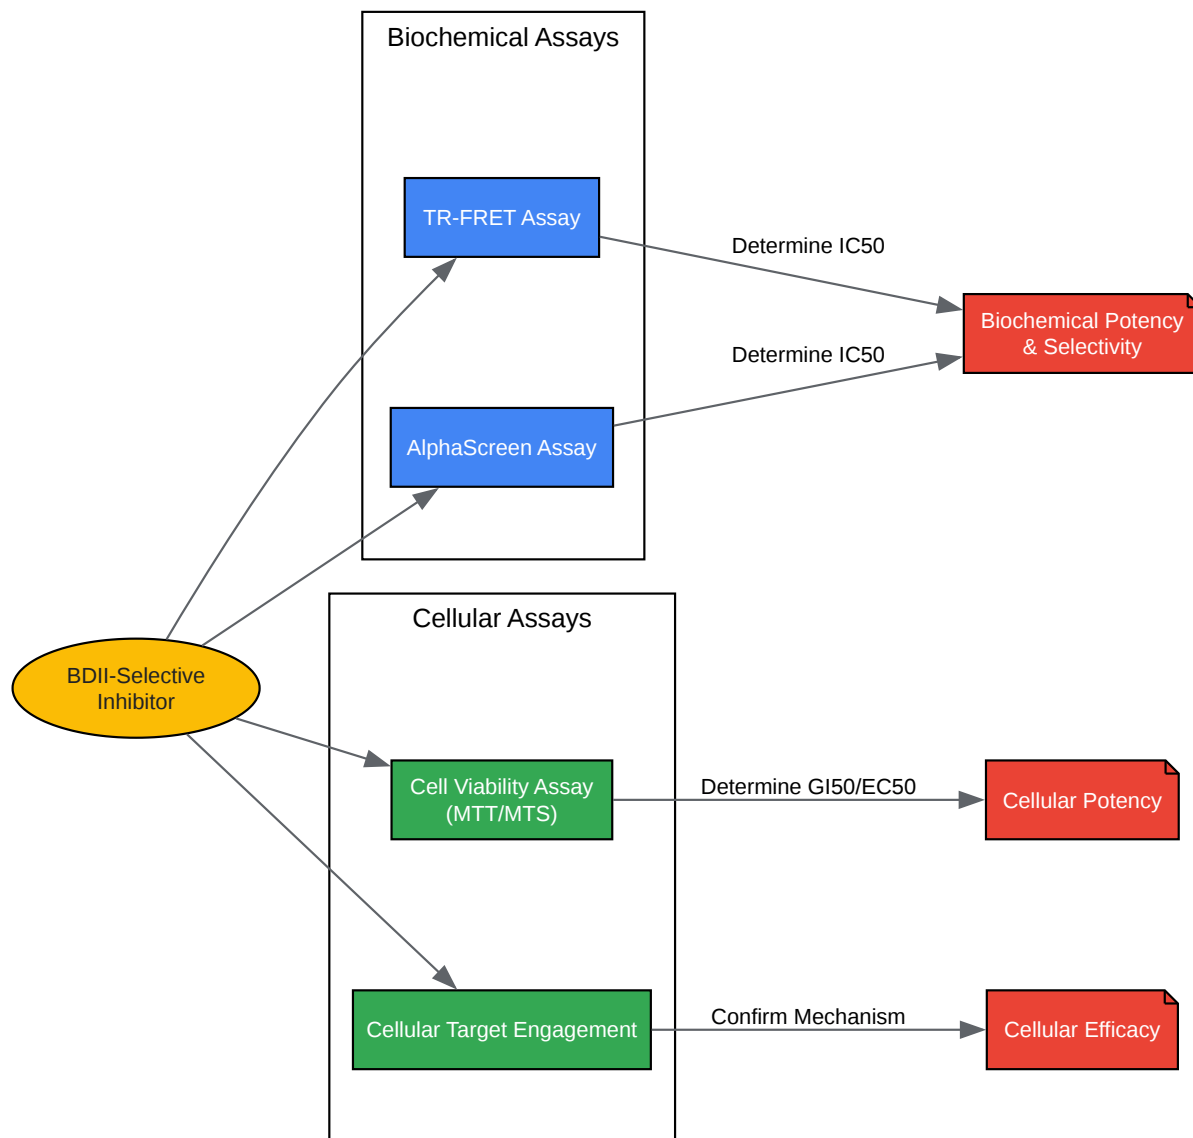 Biochemical Assays
TR-FRET Assay
Determine IC50
Biochemical Potency
& Selectivity
Determine IC50
AlphaScreen Assay
Cellular Assays
BDII-Selective
Inhibitor
Cell Viability Assay
(MTT/MTS)
Determine GI50/EC50
Cellular Potency
Cellular Target Engagement
Confirm Mechanism
Cellular Efficacy